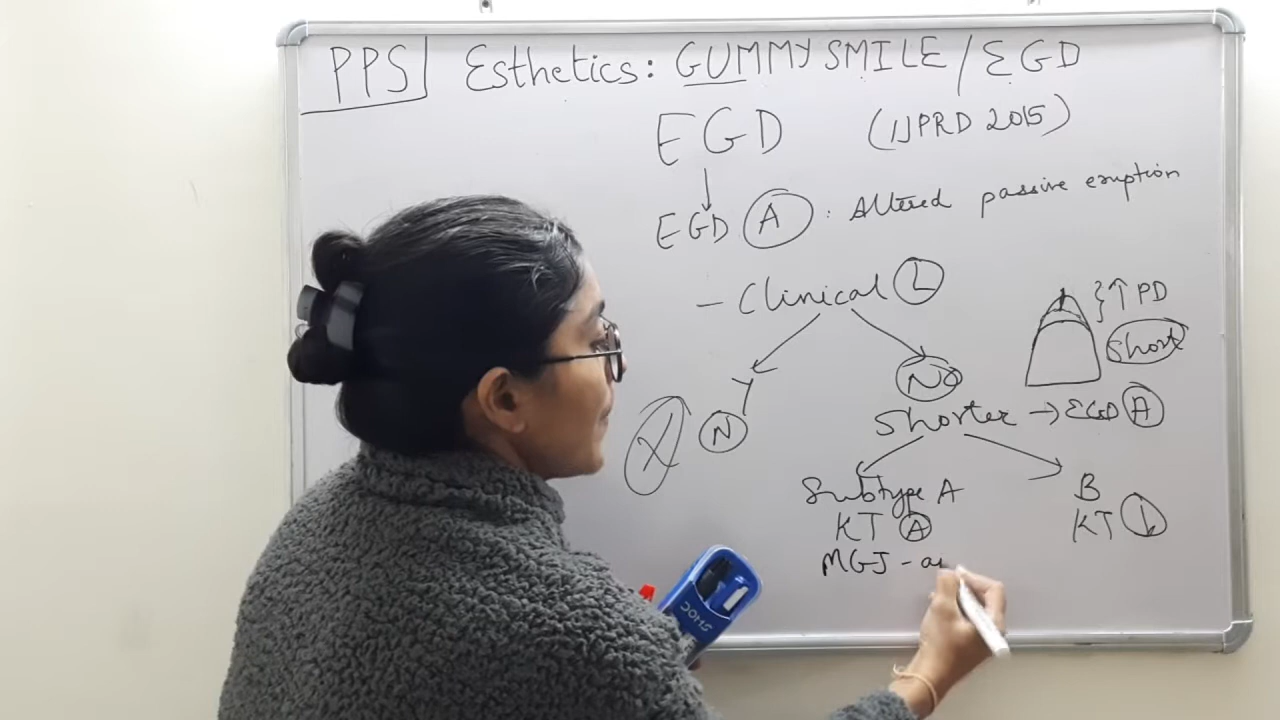 PPS Esthetics: GUMMY SMILE / EGD
EGD (IJPRD 2015)
EGD A : Altered passive eruption
- Clinical L
↑ PD
Short
Y No
N
X
Shorter → EGD A
Subtype A B
KT A KT L
MGJ - a
DOMS